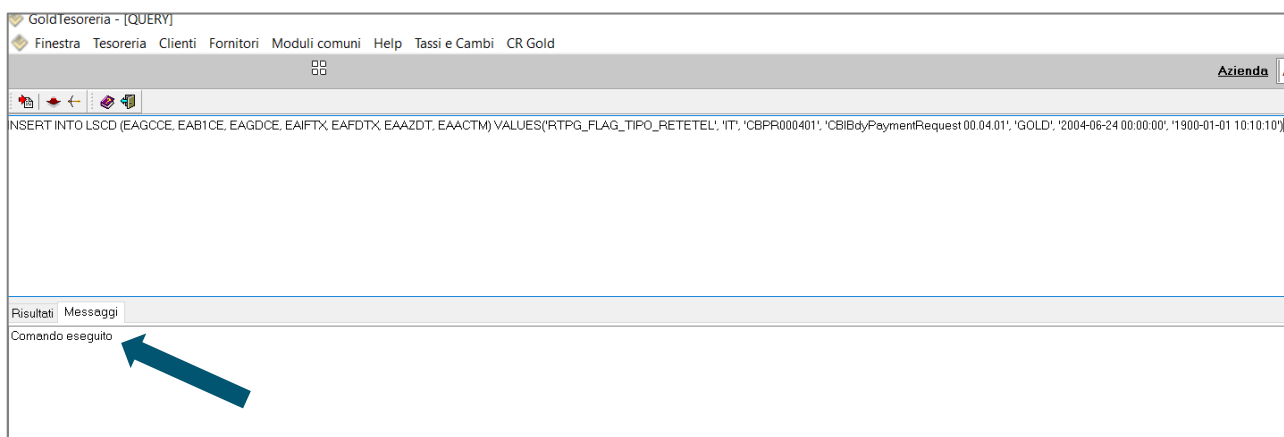 GoldTesoreria - [QUERY]
Finestra Tesoreria Clienti Fornitori Moduli comuni Help Tassi e Cambi CR Gold
Azienda
NSERT INTO LSCD (EAGCCE, EAB1CE, EAGDCE, EAIFTX, EAFDTX, EAAZDT, EAACTM) VALUES('RTPG_FLAG_TIPO_RETETEL', 'IT', 'CBPR000401', 'CBIBdyPaymentRequest 00.04.01', 'GOLD', '2004-06-24 00:00:00', '1900-01-01 10:10:10')
Risultati Messaggi
Comando eseguito